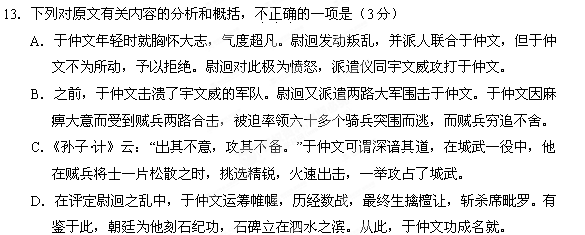 13. 下列对原文有关内容的分析和概括，不正确的一项是（3分）
A．于仲文年轻时就胸怀大志，气度超凡。尉迥发动叛乱，并派人联合于仲文，但于仲
文不为所动，予以拒绝。尉迥对此极为愤怒，派遣仪同宇文威攻打于仲文。
B．之前，于仲文击溃了宇文威的军队。尉迥又派遣两路大军围击于仲文。于仲文因麻
痹大意而受到贼兵两路合击，被迫率领六十多个骑兵突围而逃，而贼兵穷追不舍。
C.《孙子·计》云：“出其不意，攻其不备。”于仲文可谓深谙其道，在城武一役中，他
在贼兵将士一片松散之时，挑选精锐，火速出击，一举攻占了城武。
D．在评定尉迥之乱中，于仲文运筹帷幄，历经数战，最终生擒檀让，斩杀席毗罗。有
鉴于此，朝廷为他刻石纪功，石碑立在泗水之滨。从此，于仲文功成名就。